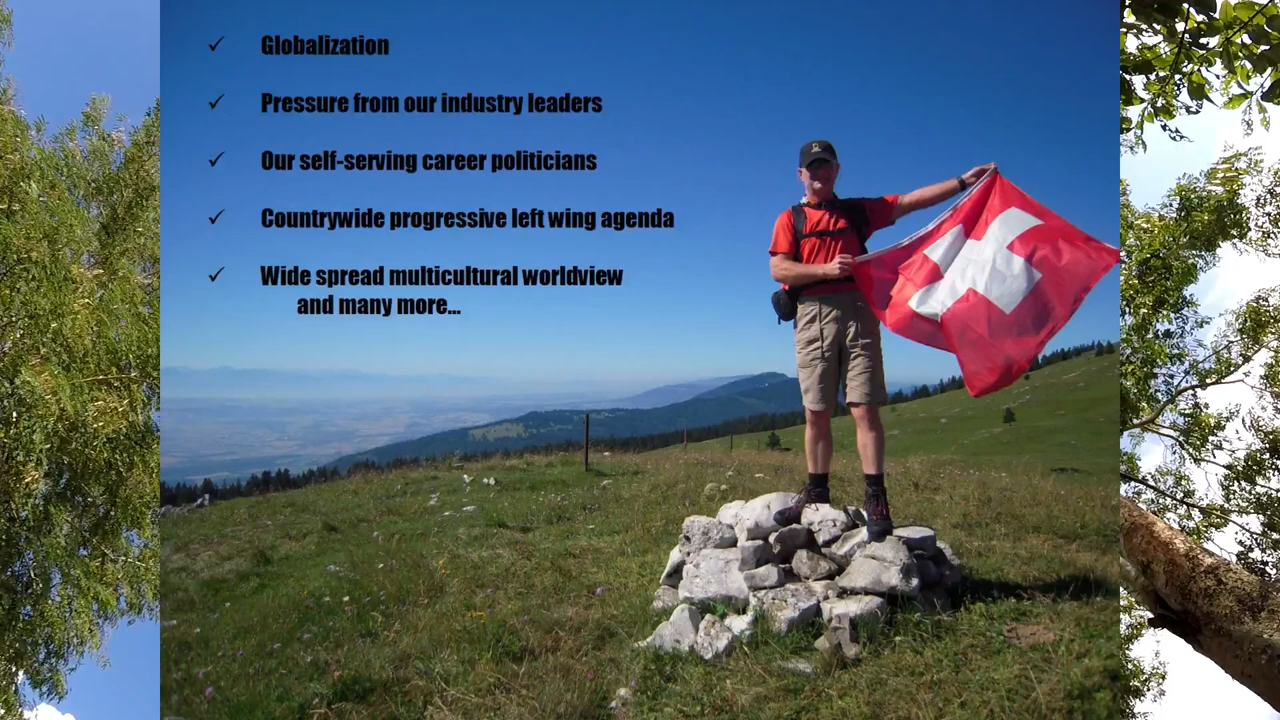 ✓ Globalization
✓ Pressure from our industry leaders
✓ Our self-serving career politicians
✓ Countrywide progressive left wing agenda
✓ Wide spread multicultural worldview
and many more...